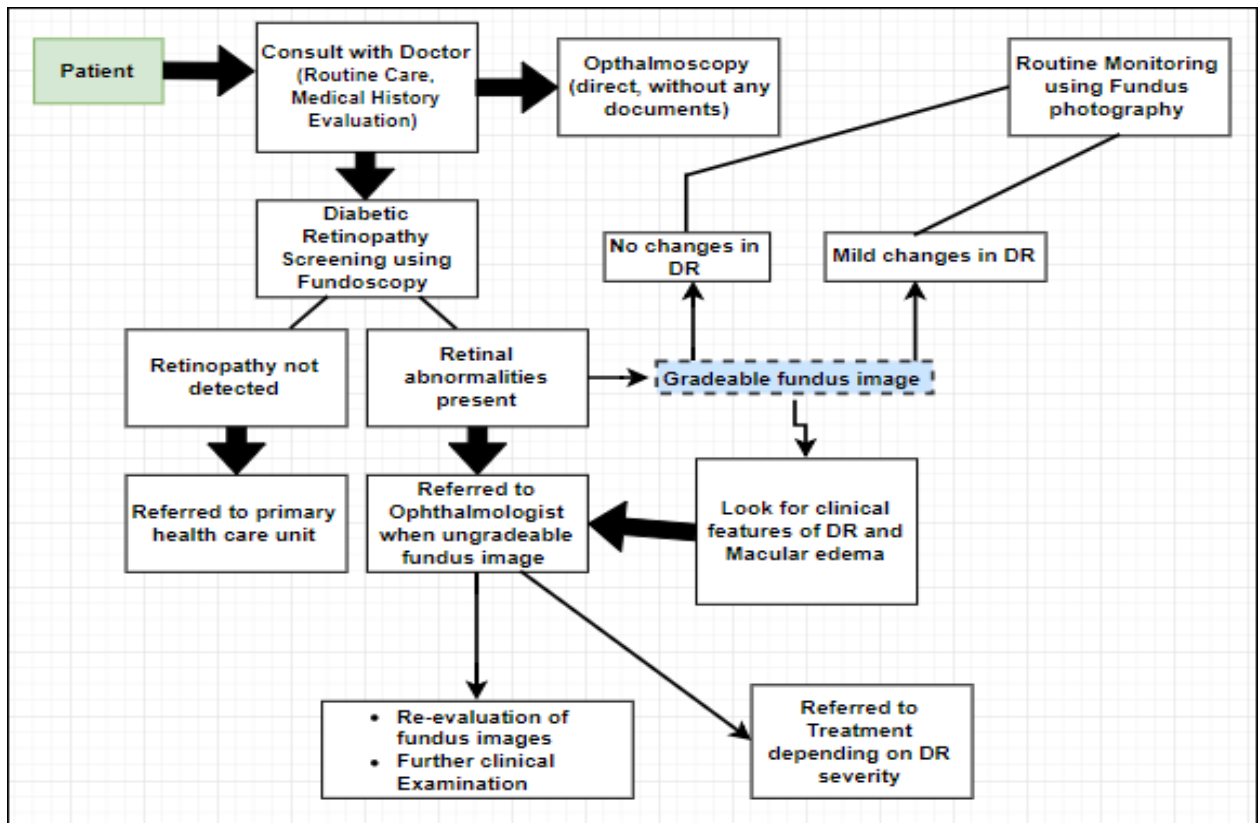 Patient
Consult with Doctor
(Routine Care,
Medical History
Evaluation)
Opthalmoscopy
(direct, without any
documents)
Routine Monitoring
using Fundus
photography
Diabetic
Retinopathy
Screening using
Fundoscopy
No changes in
DR
Mild changes in DR
Retinopathy not
detected
Retinal
abnormalities
present
Gradeable fundus image
Referred to primary
health care unit
Referred to
Ophthalmologist
when ungradeable
fundus image
Look for clinical
features of DR and
Macular edema
• Re-evaluation of
fundus images
• Further clinical
Examination
Referred to
Treatment
depending on DR
severity